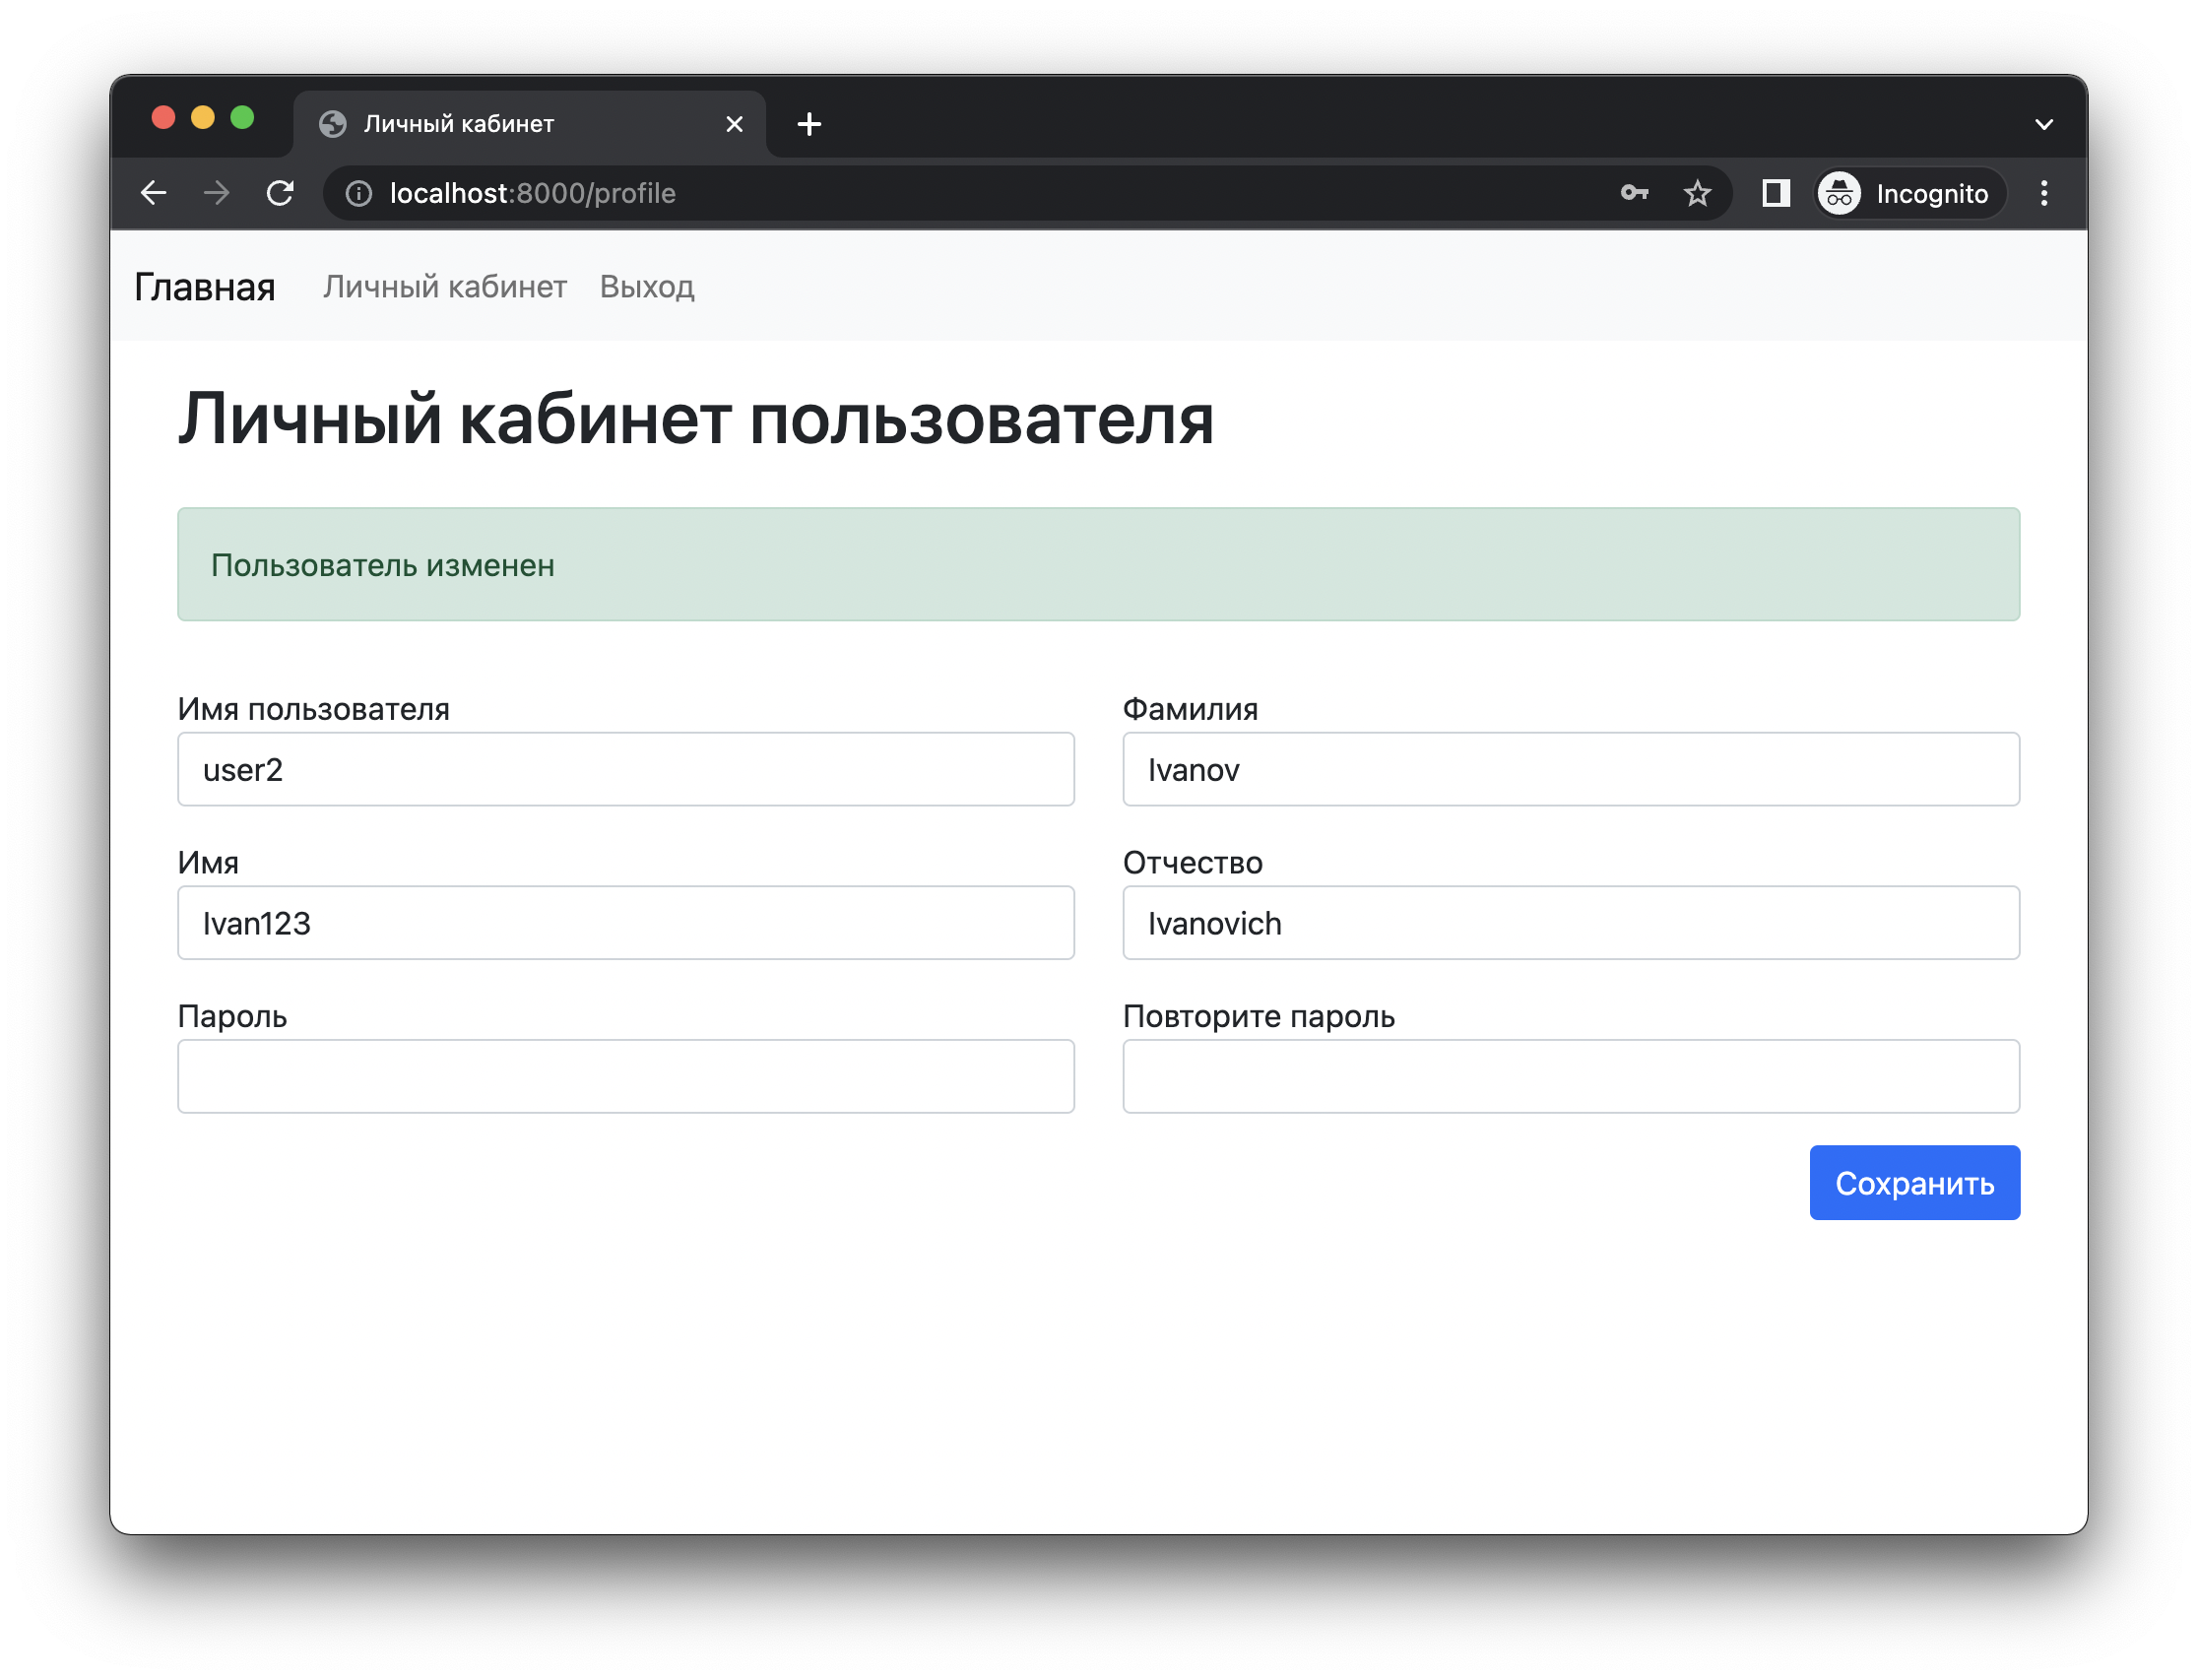 Личный кабинет
localhost:8000/profile
Incognito
Главная Личный кабинет Выход
Личный кабинет пользователя
Пользователь изменен
Имя пользователя Фамилия
user2 Ivanov
Имя Отчество
Ivan123 Ivanovich
Пароль Повторите пароль
Сохранить